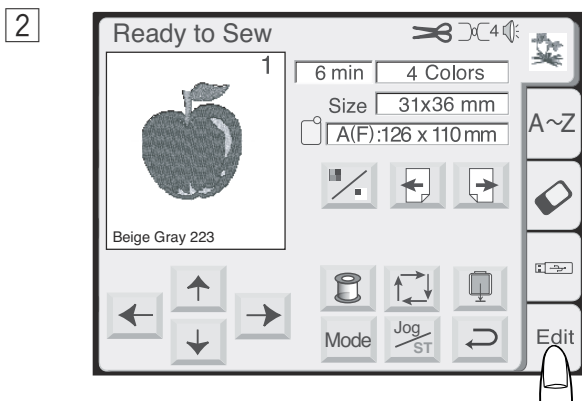 2
Ready to Sew
4
1
6 min
4 Colors
Size
31x36 mm
A(F):126 x 110 mm
A~Z
Beige Gray 223
Mode
Jog
ST
Edit